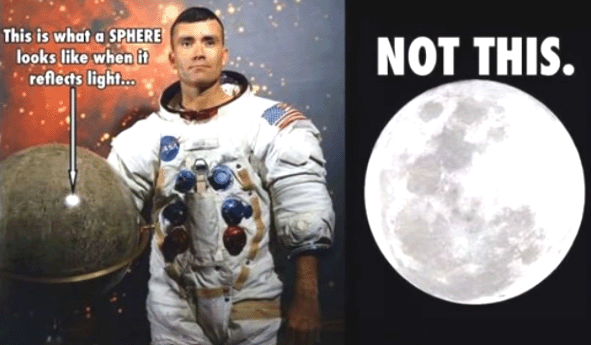 This is what a SPHERE
looks like when it
reflects light...
NOT THIS.
NASA